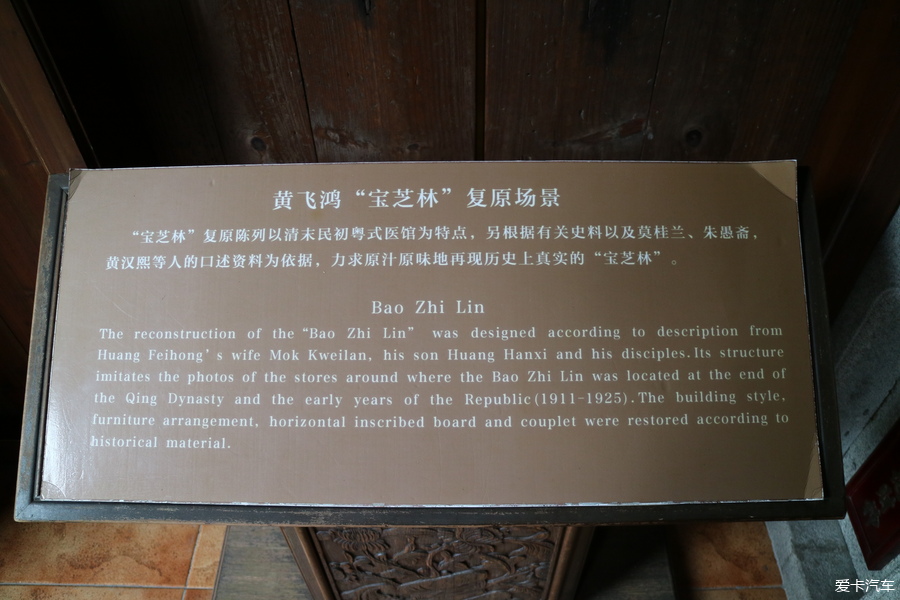 黄飞鸿“宝芝林”复原场景
“宝芝林”复原陈列以清末民初粤式医馆为特点，另根据有关史料以及莫桂兰、朱愚斋，
黄汉熙等人的口述资料为依据，力求原汁原味地再现历史上真实的“宝芝林”。
Bao Zhi Lin
The reconstruction of the“Bao Zhi Lin” was designed according to description from
Huang Feihong’s wife Mok Kweilan, his son Huang Hanxi and his disciples.Its structure
imitates the photos of the stores around where the Bao Zhi Lin was located at the end of
the Qing Dynasty and the early years of the Republic(1911-1925).The building style,
furniture arrangement, horizontal inscribed board and couplet were restored according to
historical material.
爱卡汽车